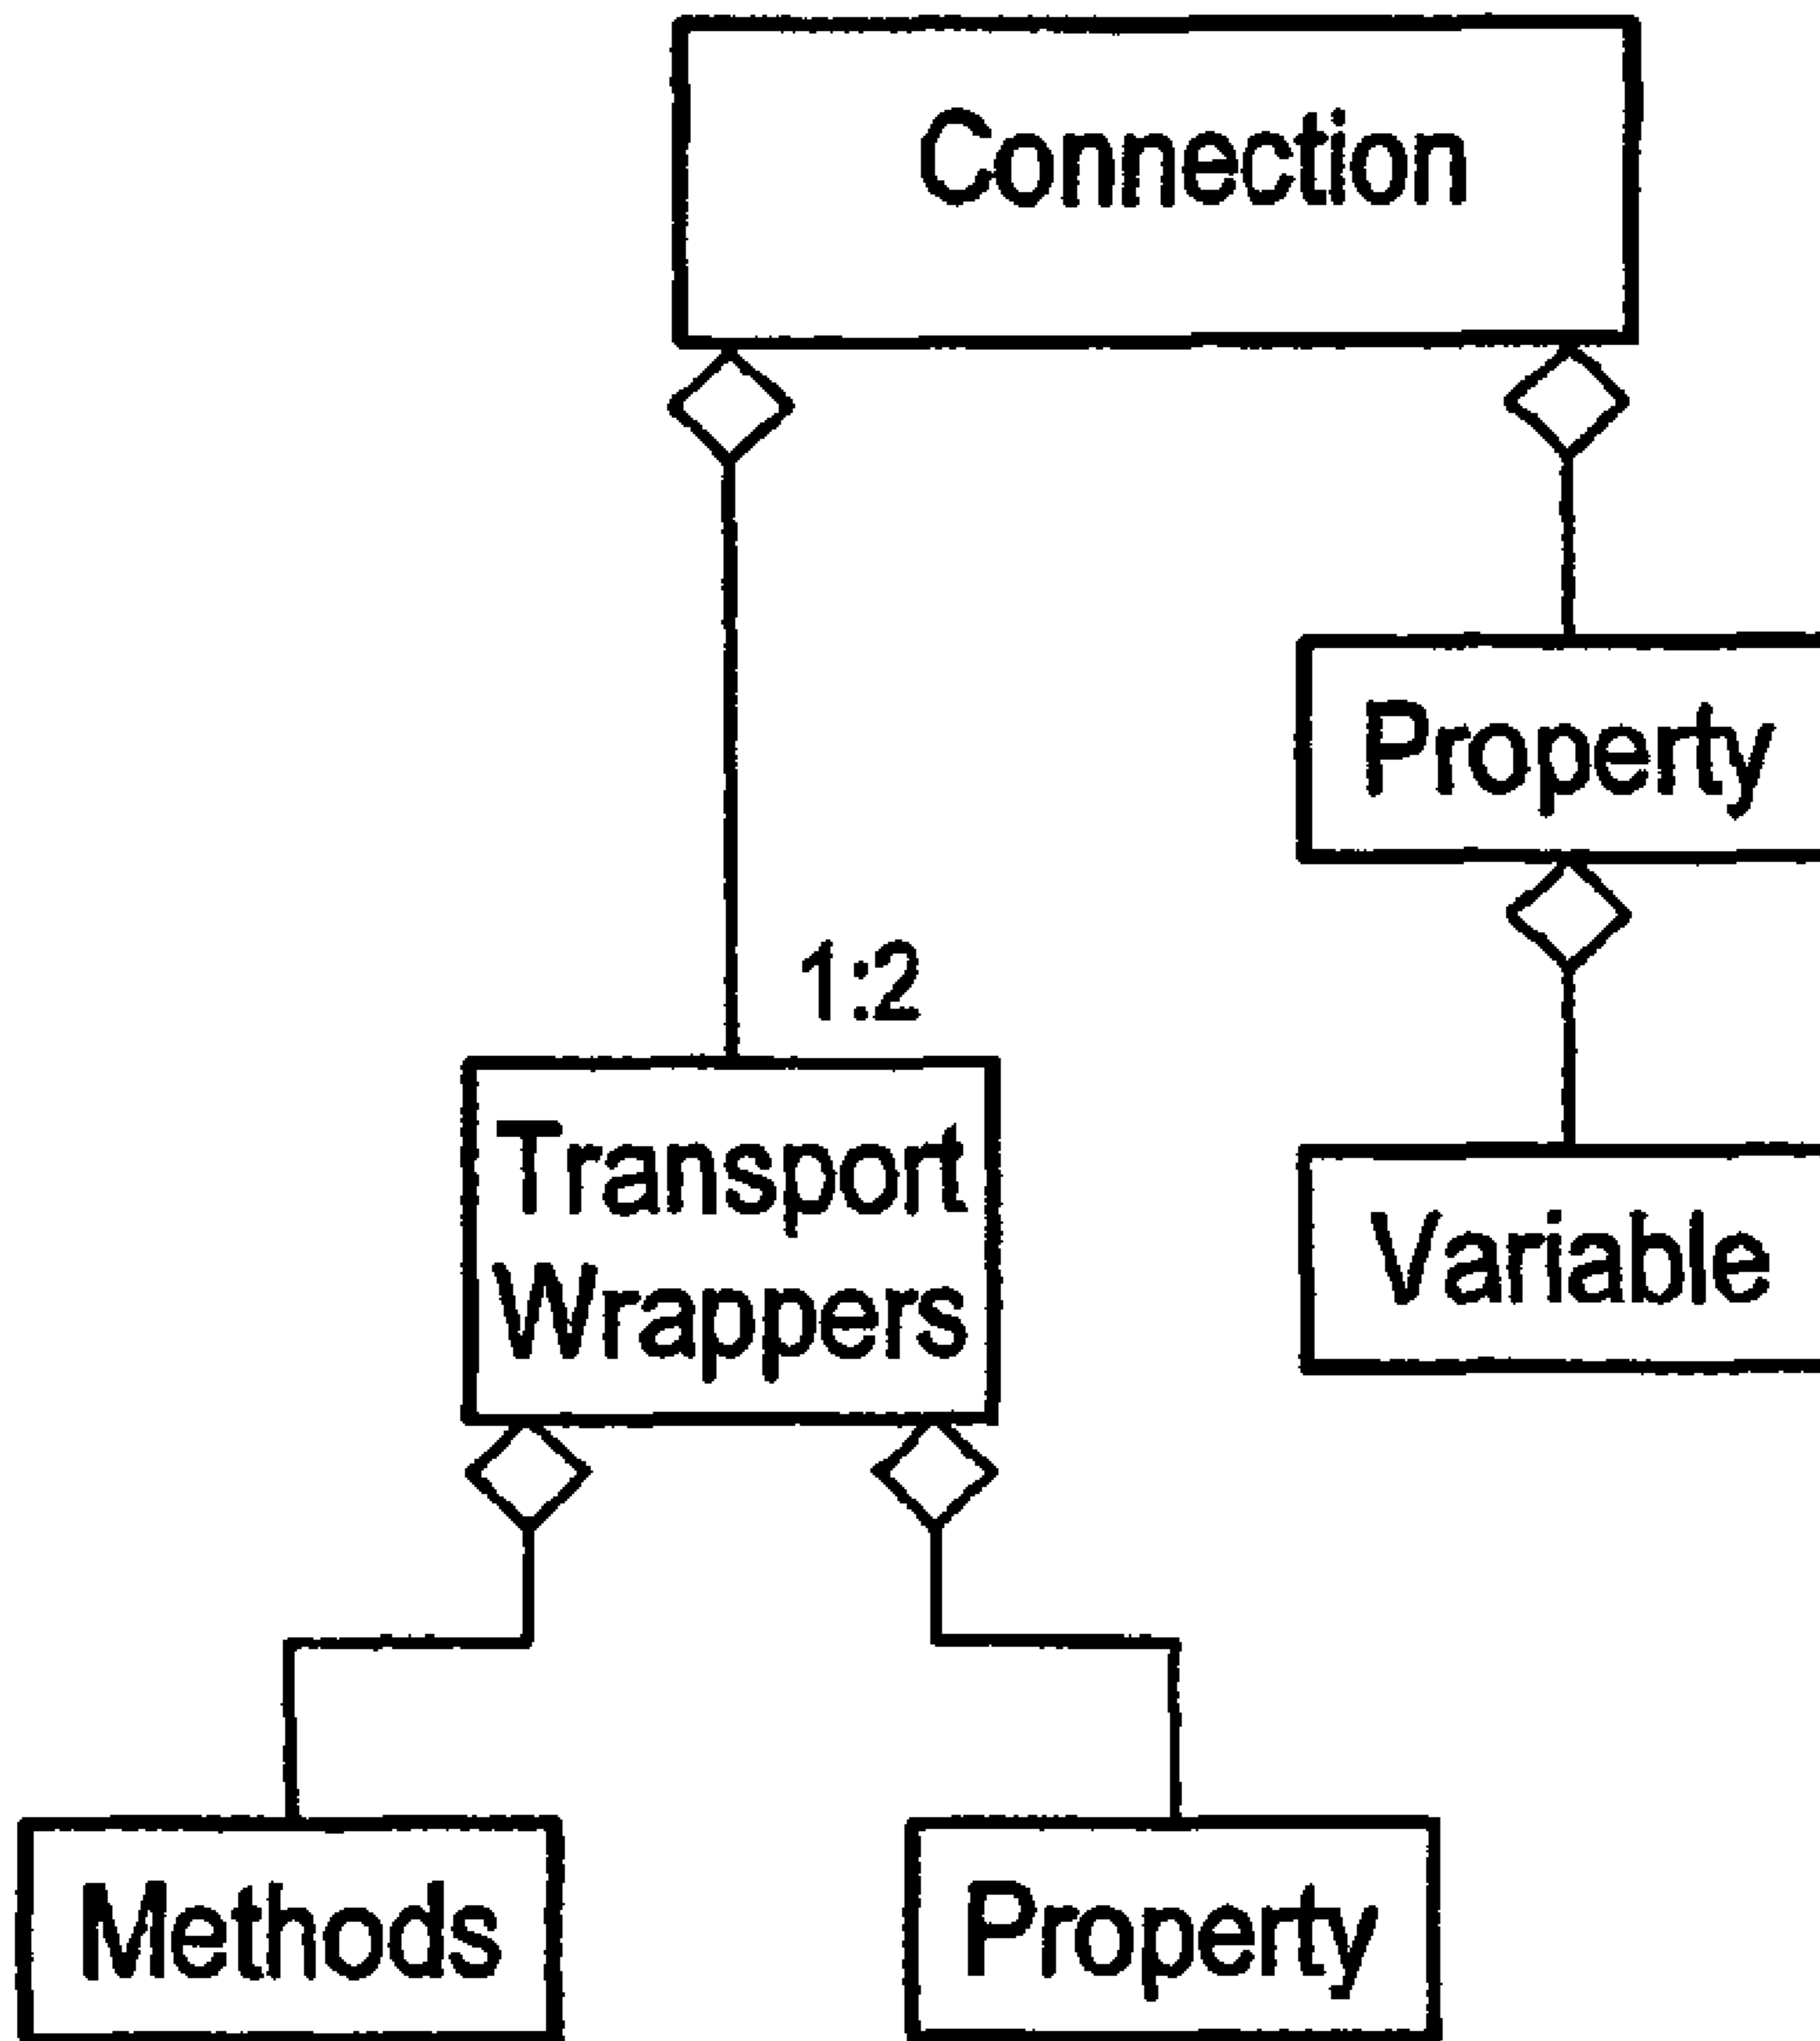 Connection
Property
1:2
Transport
Wrappers
Variable
Methods
Property